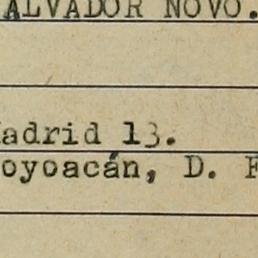 ALVADOR NOVO.
adrid 13.
oyoacán, D. F